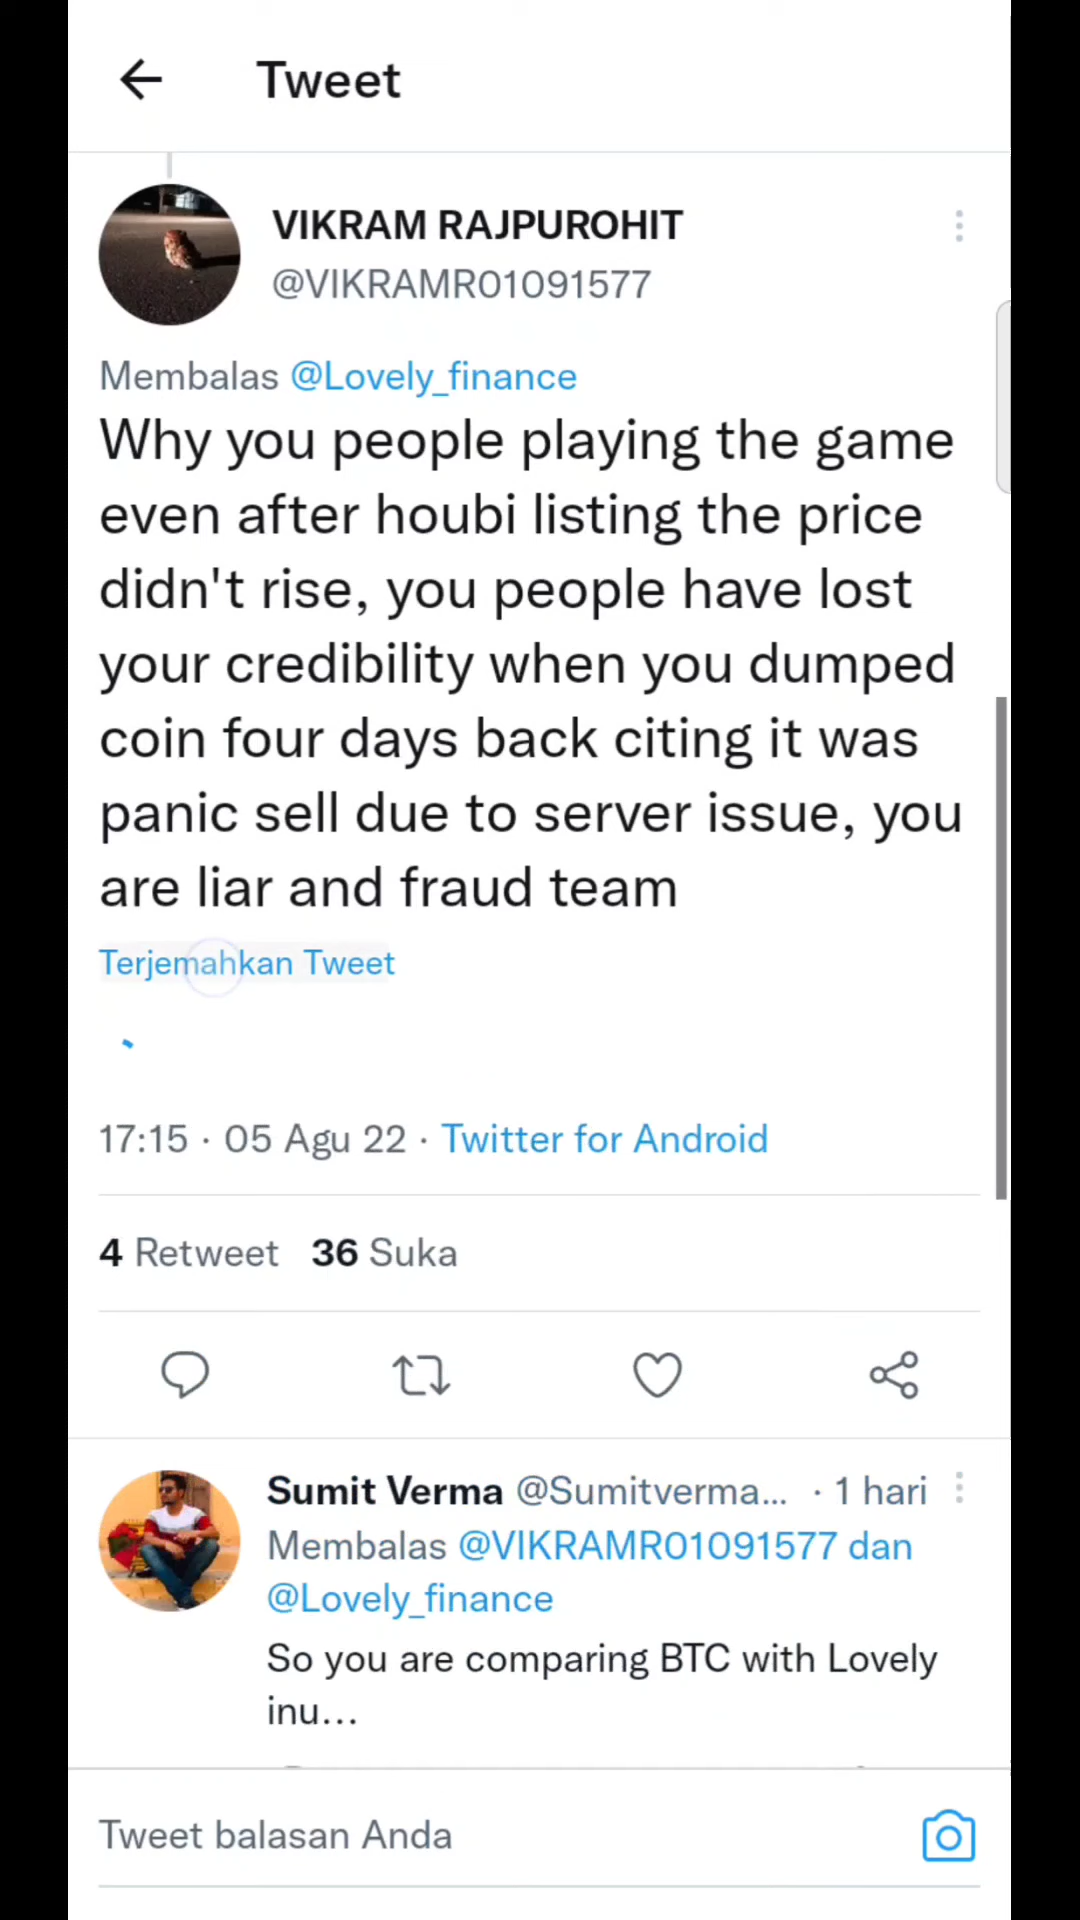 Tweet
VIKRAM RAJPUROHIT
@VIKRAMR01091577
Membalas @Lovely_finance
Why you people playing the game
even after houbi listing the price
didn't rise, you people have lost
your credibility when you dumped
coin four days back citing it was
panic sell due to server issue, you
are liar and fraud team
Terjemahkan Tweet
17:15 · 05 Agu 22 · Twitter for Android
4 Retweet 36 Suka
Sumit Verma @Sumitverma... · 1 hari
Membalas @VIKRAMR01091577 dan
@Lovely_finance
So you are comparing BTC with Lovely
inu...
Tweet balasan Anda